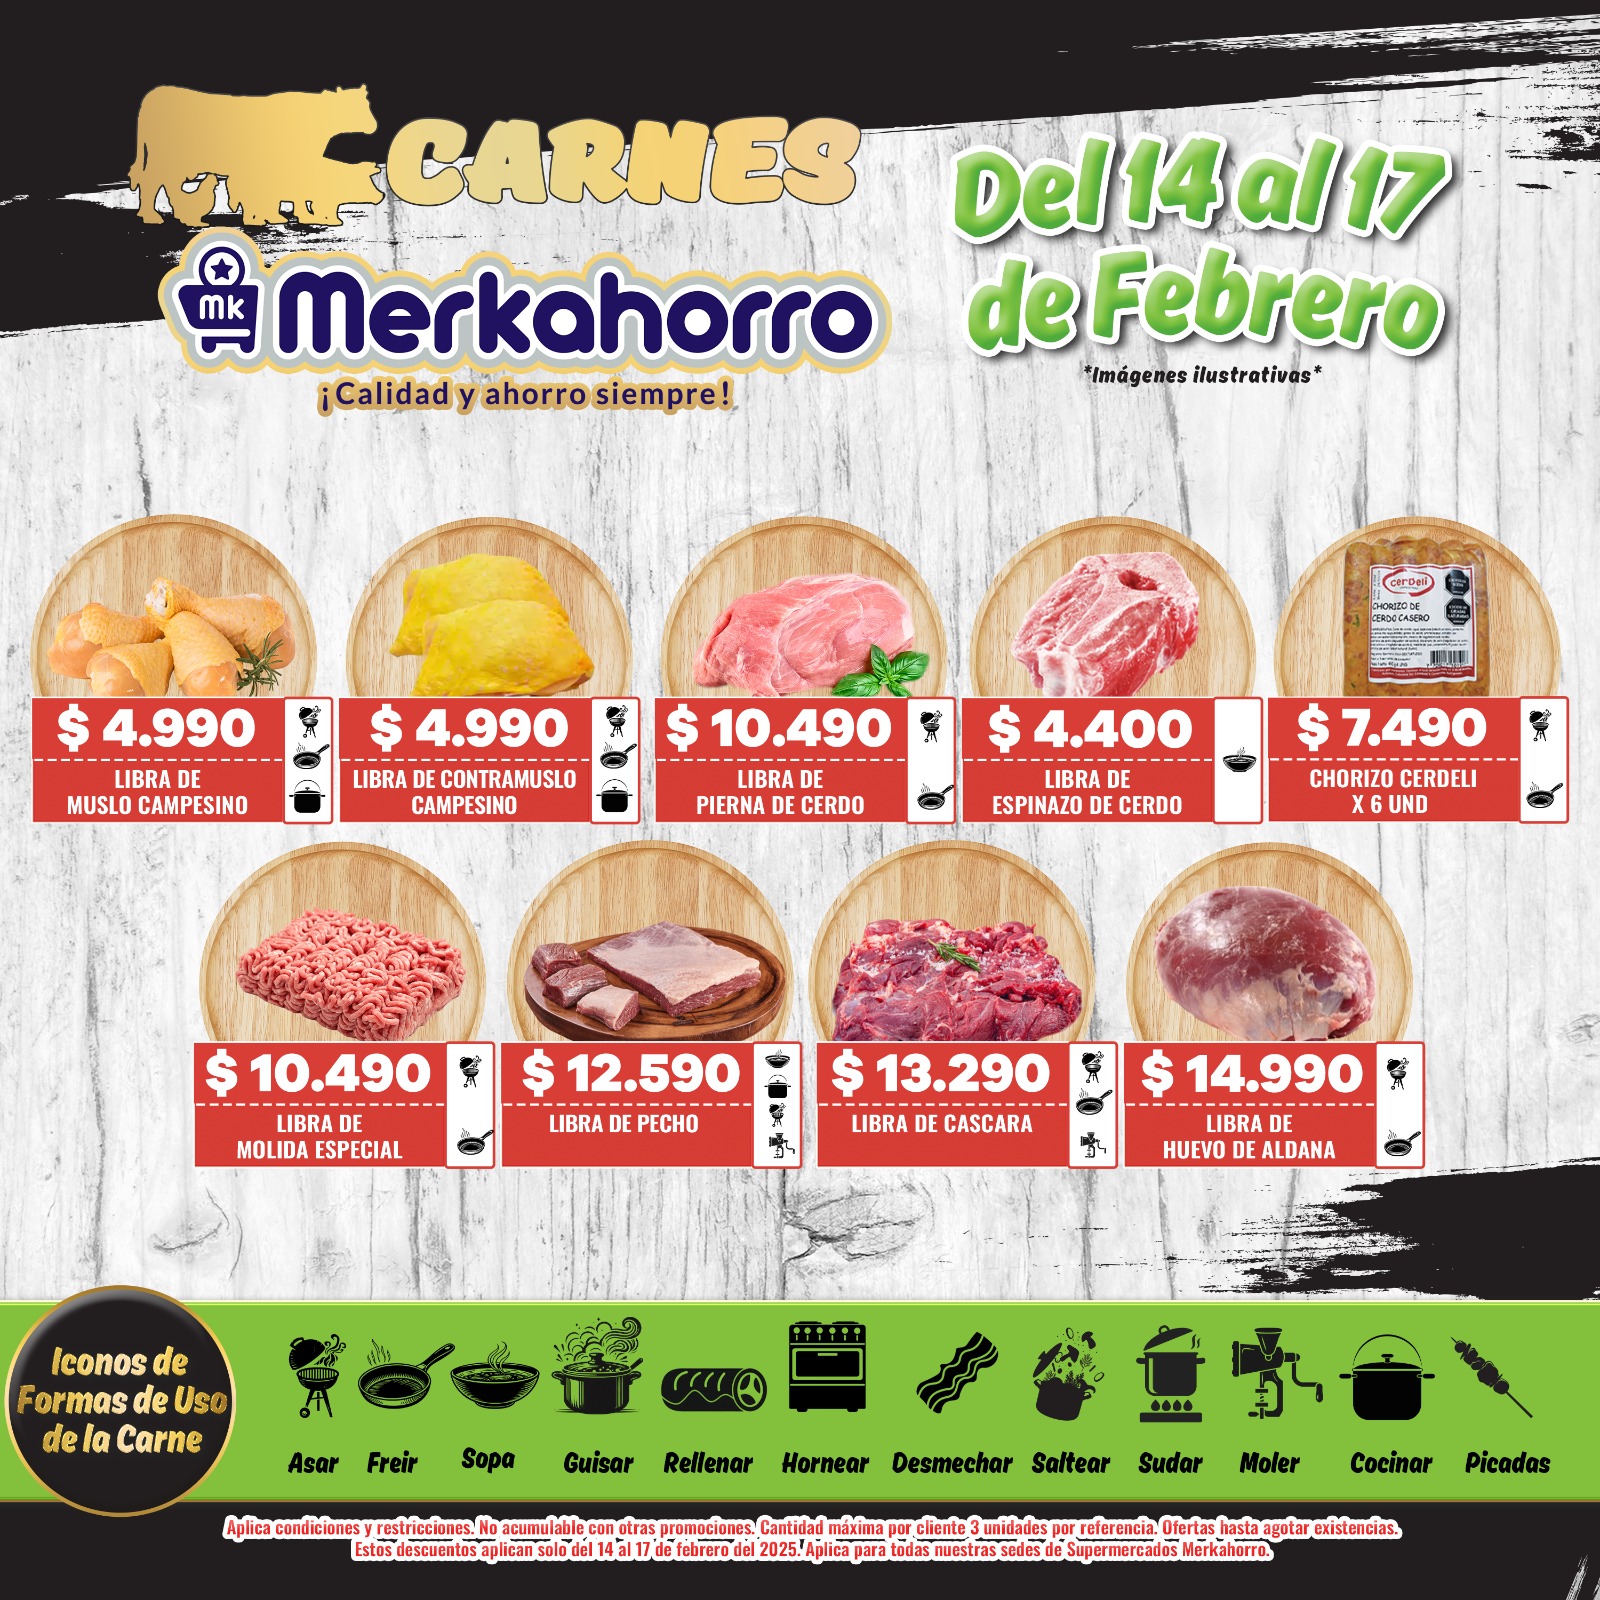 CARNES
MK
Merkahorro
¡Calidad y ahorro siempre!
Del 14 al 17
de Febrero
*Imágenes ilustrativas*
$ 4.990
LIBRA DE
MUSLO CAMPESINO
$ 4.990
LIBRA DE CONTRAMUSLO
CAMPESINO
$ 10.490
LIBRA DE
PIERNA DE CERDO
$ 4.400
LIBRA DE
ESPINAZO DE CERDO
cerDeli
CHORIZO DE
CERDO CASERO
$ 7.490
CHORIZO CERDELI
X 6 UND
$ 10.490
LIBRA DE
MOLIDA ESPECIAL
$ 12.590
LIBRA DE PECHO
$ 13.290
LIBRA DE CASCARA
$ 14.990
LIBRA DE
HUEVO DE ALDANA
Iconos de
Formas de Uso
de la Carne
Asar Freir Sopa Guisar Rellenar Hornear Desmechar Saltear Sudar Moler Cocinar Picadas
Aplica condiciones y restricciones. No acumulable con otras promociones. Cantidad máxima por cliente 3 unidades por referencia. Ofertas hasta agotar existencias.
Estos descuentos aplican solo del 14 al 17 de febrero del 2025. Aplica para todas nuestras sedes de Supermercados Merkahorro.